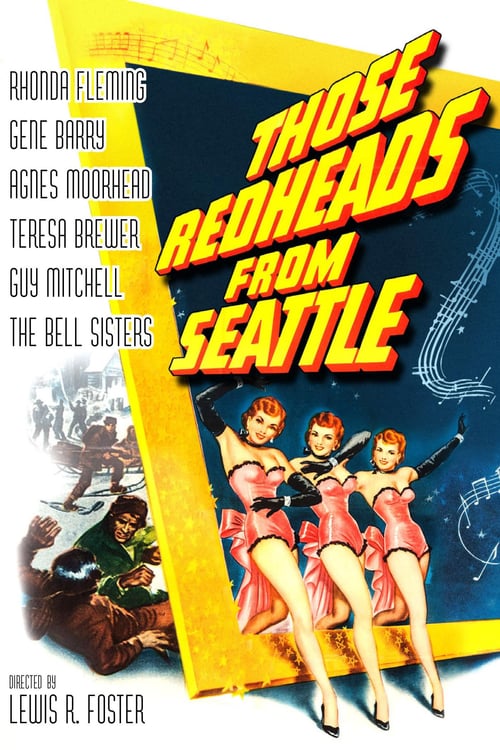 RHONDA FLEMING
GENE BARRY
AGNES MOORHEAD
TERESA BREWER
GUY MITCHELL
THE BELL SISTERS
THOSE
REDHEADS
FROM
SEATTLE
DIRECTED BY
LEWIS R. FOSTER